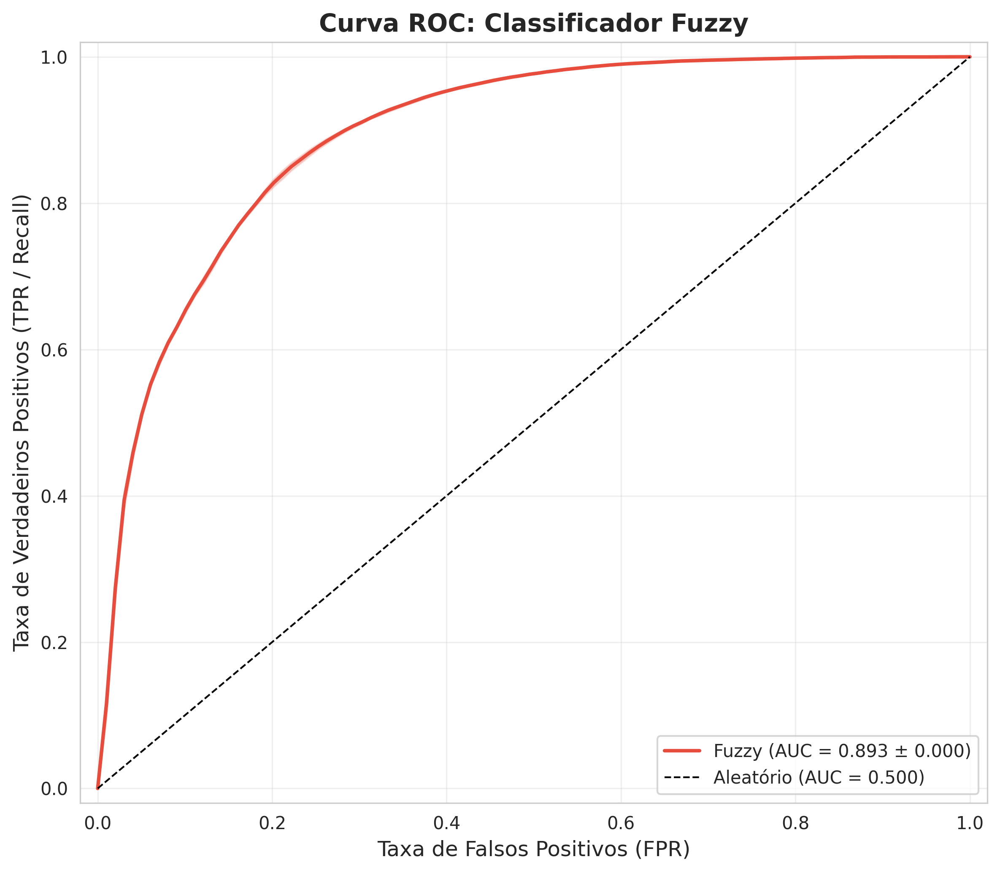 Curva ROC: Classificador Fuzzy
Taxa de Verdadeiros Positivos (TPR / Recall)
1.0
0.8
0.6
0.4
0.2
0.0
0.0 0.2 0.4 0.6 0.8 1.0
Taxa de Falsos Positivos (FPR)
Fuzzy (AUC = 0.893 ± 0.000)
Aleatório (AUC = 0.500)